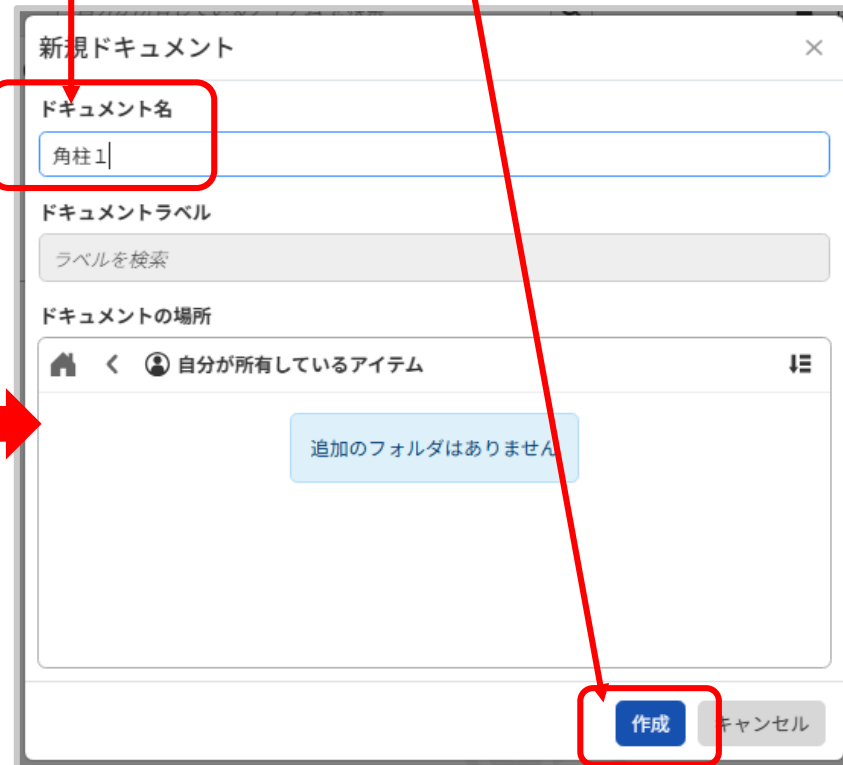 新規ドキュメント
ドキュメント名
角柱１
ドキュメントラベル
ラベルを検索
ドキュメントの場所
自分が所有しているアイテム
追加のフォルダはありません
作成
キャンセル